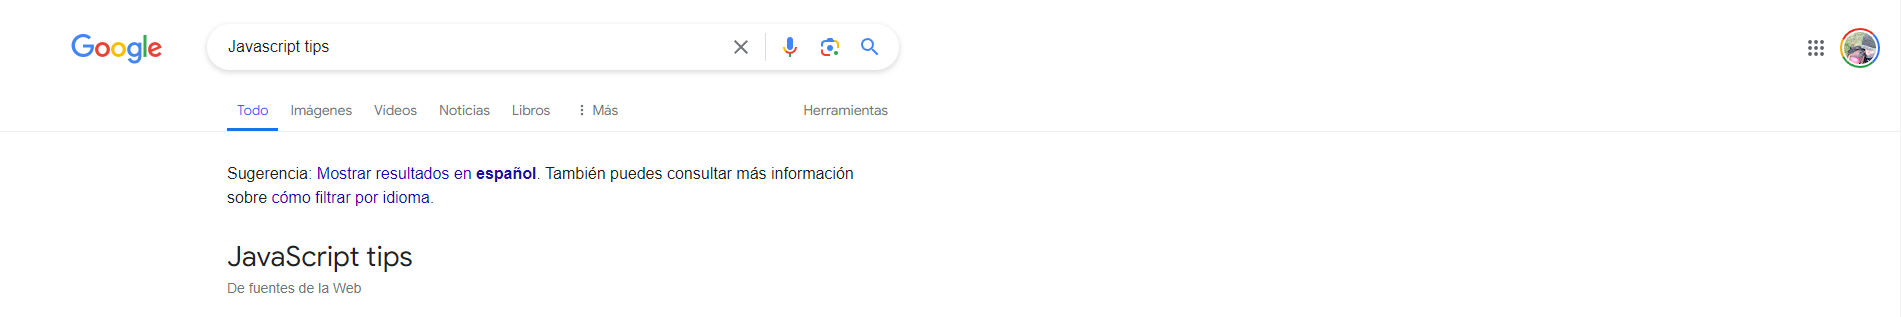 Google
Javascript tips
Todo Imágenes Videos Noticias Libros Más Herramientas
Sugerencia: Mostrar resultados en español. También puedes consultar más información
sobre cómo filtrar por idioma.
JavaScript tips
De fuentes de la Web